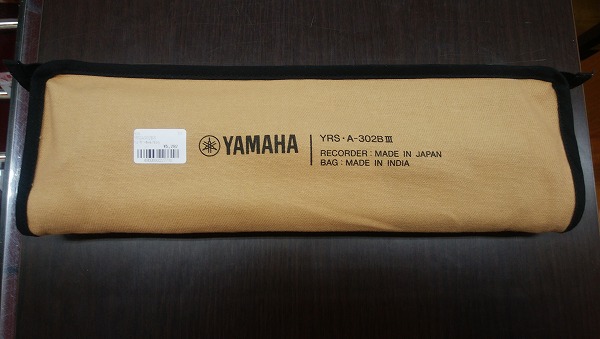 YAMAHA
YRS・A-302BⅢ
RECORDER : MADE IN JAPAN
BAG : MADE IN INDIA